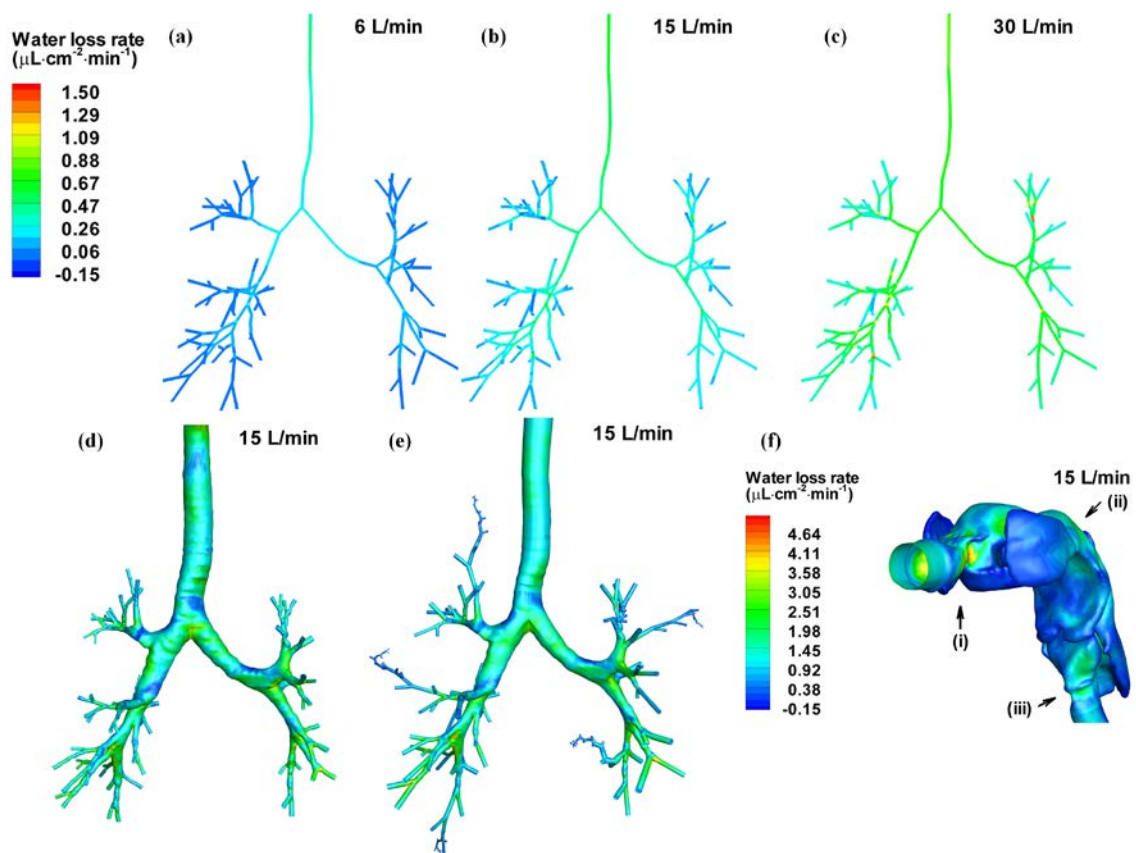 (a)
6 L/min
(b)
15 L/min
(c)
30 L/min
Water loss rate
(μL·cm⁻²·min⁻¹)
1.50
1.29
1.09
0.88
0.67
0.47
0.26
0.06
-0.15
(d)
15 L/min
(e)
15 L/min
(f)
Water loss rate
(μL·cm⁻²·min⁻¹)
15 L/min
4.64
4.11
3.58
3.05
2.51
1.98
1.45
0.92
0.38
-0.15
(i)
(ii)
(iii)